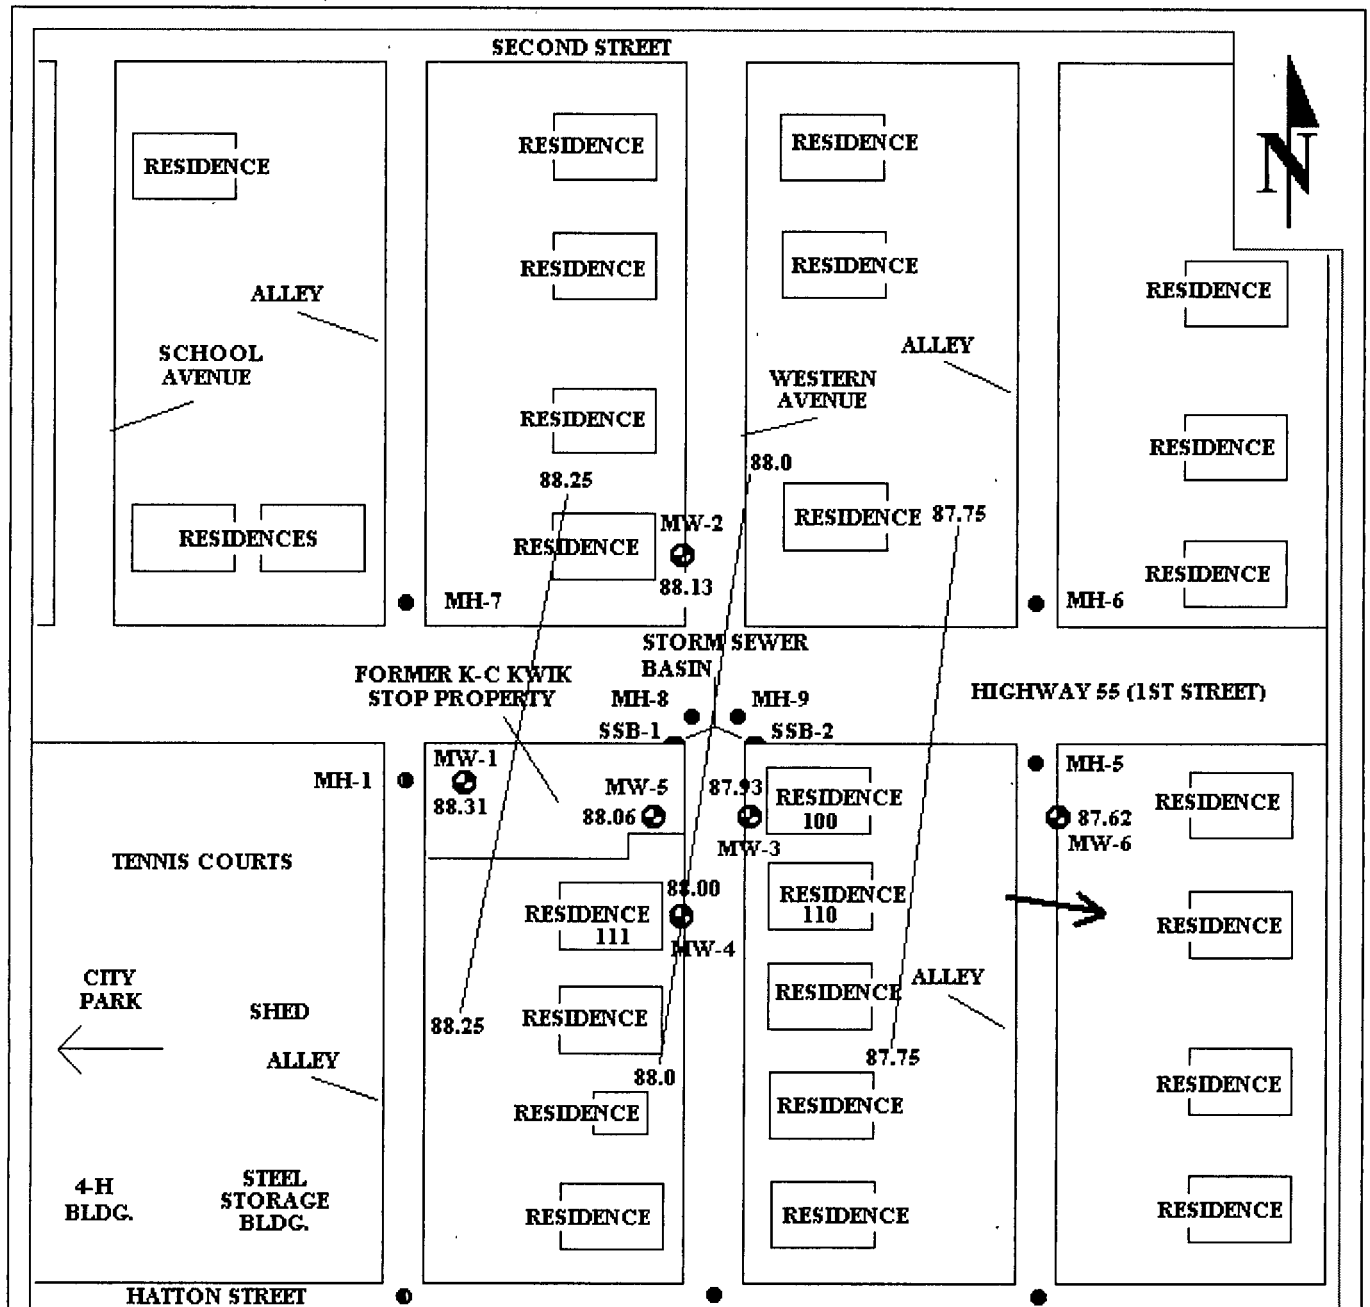 SECOND STREET
N
RESIDENCE
RESIDENCE
RESIDENCE
RESIDENCE
RESIDENCE
RESIDENCE
ALLEY
RESIDENCE
SCHOOL
AVENUE
ALLEY
WESTERN
AVENUE
RESIDENCE
RESIDENCE
88.25
88.0
RESIDENCES
RESIDENCE
MW-2
88.13
RESIDENCE
87.75
RESIDENCE
MH-7
MH-6
STORM SEWER
BASIN
FORMER K-C KWIK
STOP PROPERTY
HIGHWAY 55 (1ST STREET)
MH-8
MH-9
SSB-1
SSB-2
MH-1
MW-1
88.31
MW-5
88.06
87.93
MW-3
RESIDENCE
100
MH-5
87.62
MW-6
RESIDENCE
TENNIS COURTS
88.00
MW-4
RESIDENCE
111
RESIDENCE
110
RESIDENCE
CITY
PARK
SHED
ALLEY
88.25
RESIDENCE
RESIDENCE
ALLEY
87.75
88.0
RESIDENCE
RESIDENCE
RESIDENCE
4-H
BLDG.
STEEL
STORAGE
BLDG.
RESIDENCE
RESIDENCE
RESIDENCE
HATTON STREET